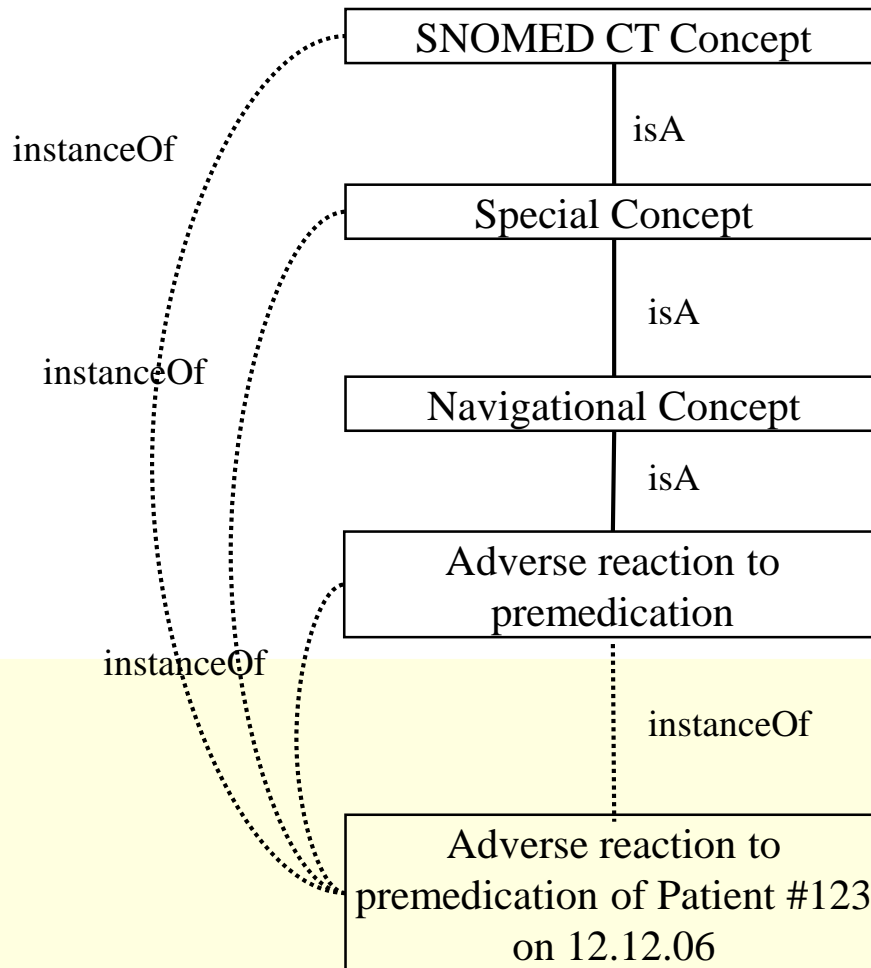 SNOMED CT Concept
isA
instanceOf
Special Concept
isA
instanceOf
Navigational Concept
isA
Adverse reaction to
premedication
instanceOf
instanceOf
Adverse reaction to
premedication of Patient #123
on 12.12.06